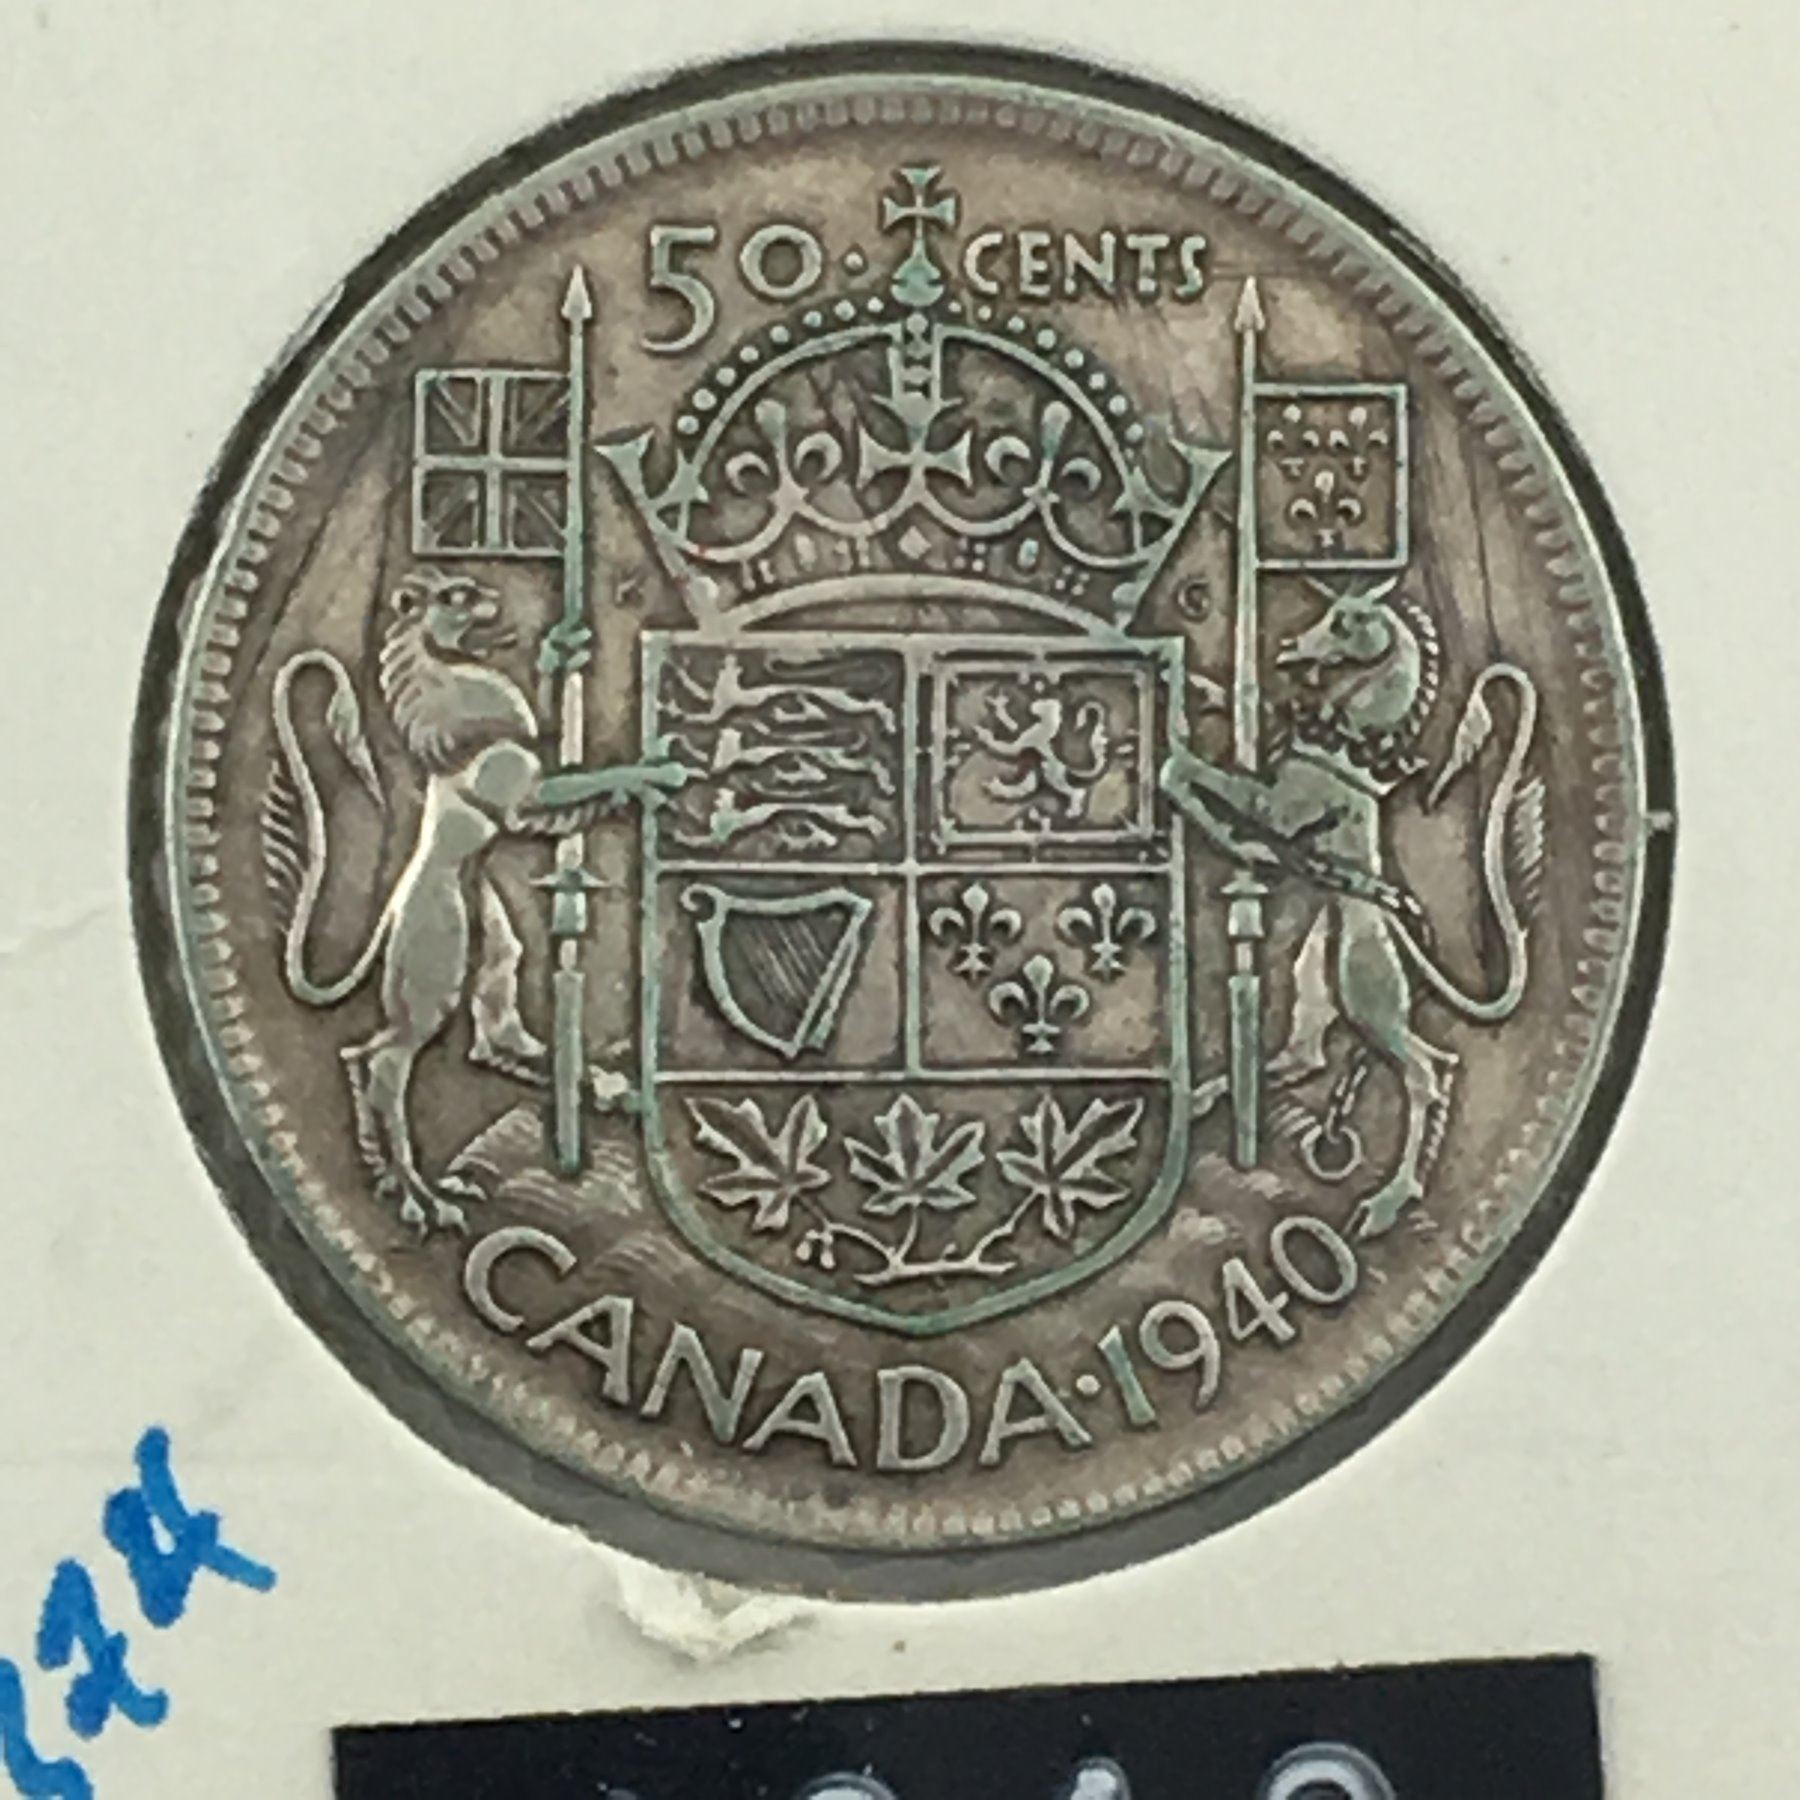 50 · CENTS
K G
CANADA · 1940